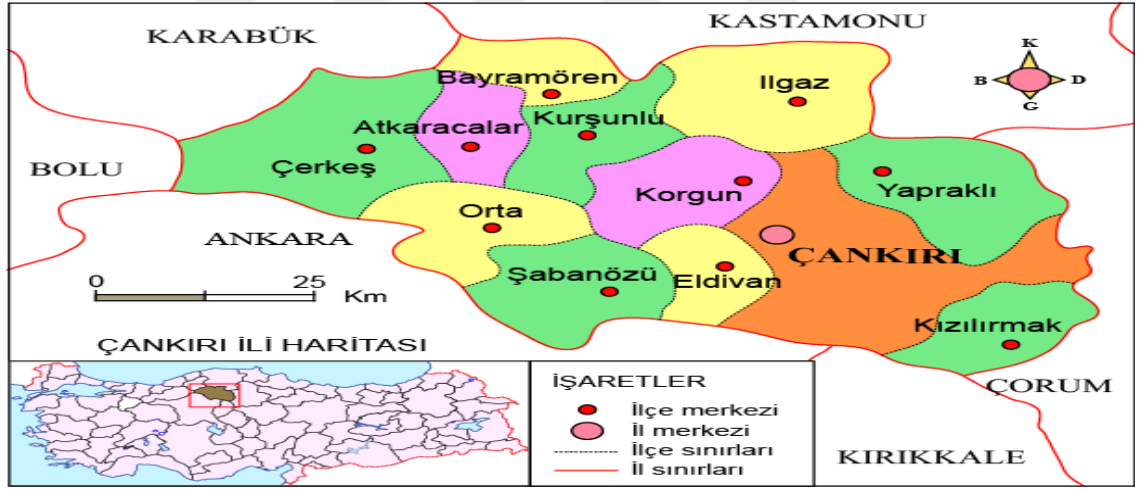 KARABÜK
KASTAMONU
K
B
D
G
Bayramören
Ilgaz
Atkaracalar
Kurşunlu
Çerkeş
BOLU
Korgun
Yapraklı
Orta
ANKARA
ÇANKIRI
Şabanözü
Eldivan
0
25
Km
Kızılırmak
ÇANKIRI İLİ HARİTASI
ÇORUM
İŞARETLER
İlçe merkezi
İl merkezi
İlçe sınırları
İl sınırları
KIRIKKALE